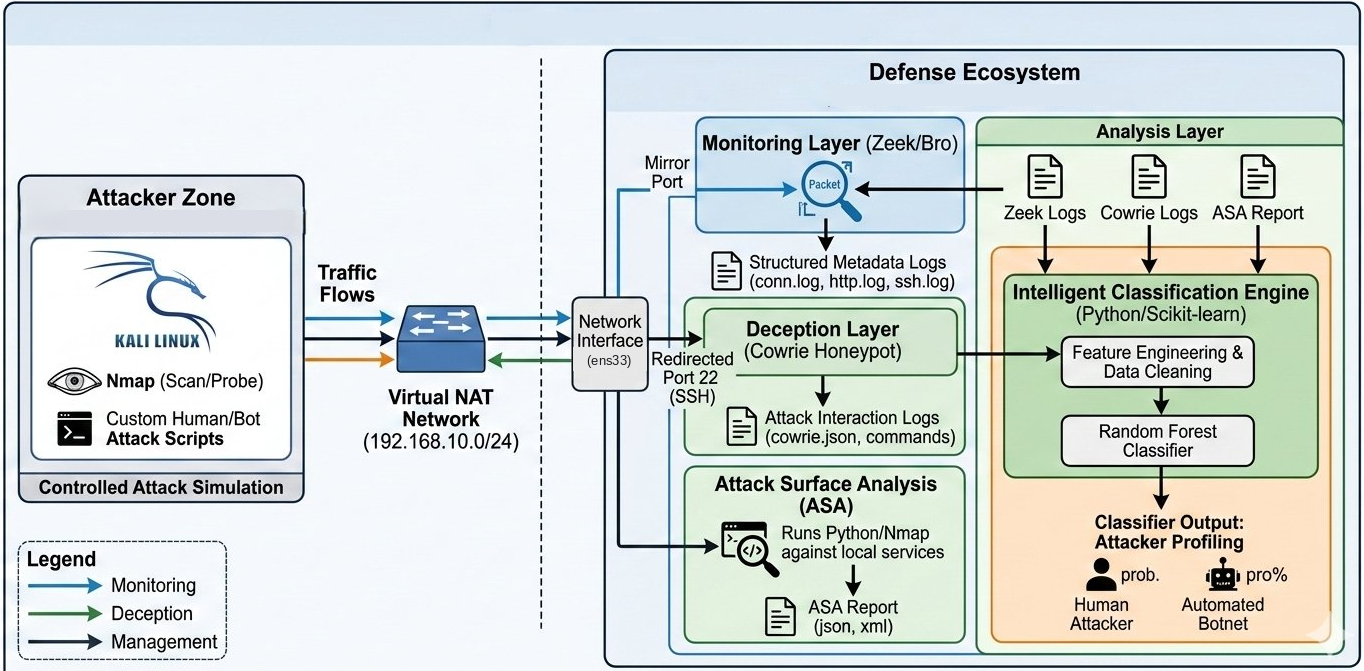 Defense Ecosystem
Attacker Zone
KALI LINUX
Nmap (Scan/Probe)
Custom Human/Bot
Attack Scripts
Controlled Attack Simulation
Traffic
Flows
Virtual NAT
Network
(192.168.10.0/24)
Network
Interface
(ens33)
Mirror
Port
Monitoring Layer (Zeek/Bro)
Packet
Structured Metadata Logs
(conn.log, http.log, ssh.log)
Redirected
Port 22
(SSH)
Deception Layer
(Cowrie Honeypot)
Attack Interaction Logs
(cowrie.json, commands)
Attack Surface Analysis
(ASA)
Runs Python/Nmap
against local services
ASA Report
(json, xml)
Analysis Layer
Zeek Logs
Cowrie Logs
ASA Report
Intelligent Classification Engine
(Python/Scikit-learn)
Feature Engineering &
Data Cleaning
Random Forest
Classifier
Classifier Output:
Attacker Profiling
prob.
Human
Attacker
pro%
Automated
Botnet
Legend
Monitoring
Deception
Management